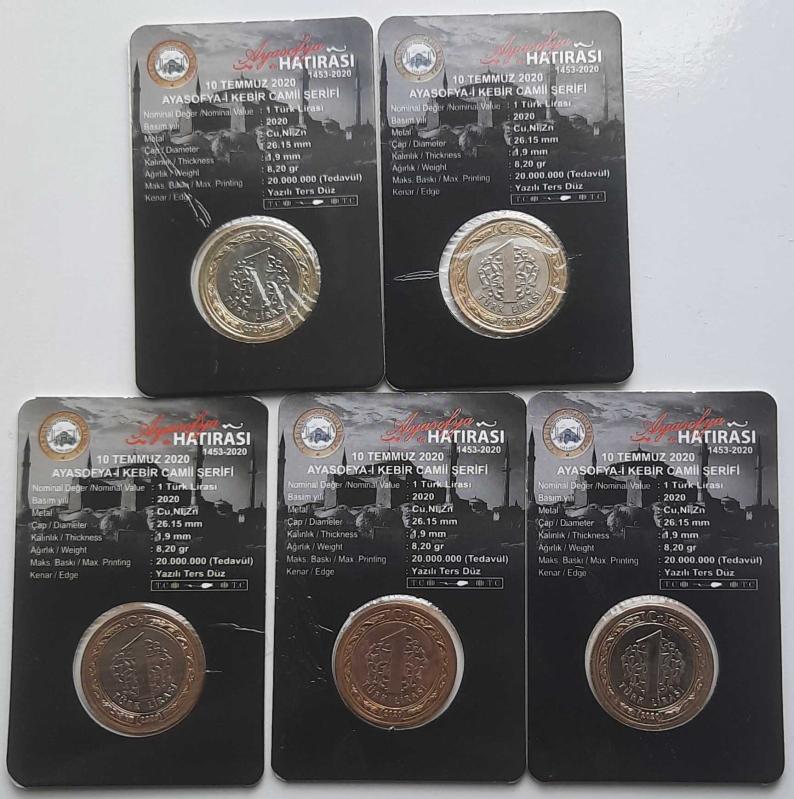 Ayasofya
HATIRASI
1453-2020
10 TEMMUZ 2020
AYASOFYA-İ KEBİR CAMİİ ŞERİFİ
Nominal Değer /Nominal Value : 1 Türk Lirası
Basım yılı : 2020
Metal : Cu,Ni,Zn
Çap / Diameter : 26.15 mm
Kalınlık / Thickness : 1,9 mm
Ağırlık / Weight : 8,20 gr
Maks. Baskı / Max. Printing : 20.000.000 (Tedavül)
Kenar / Edge : Yazılı Ters Düz
T.C T.C
1
TÜRK LİRASI
2020
Ayasofya
HATIRASI
1453-2020
10 TEMMUZ 2020
AYASOFYA-İ KEBİR CAMİİ ŞERİFİ
Nominal Değer /Nominal Value : 1 Türk Lirası
Basım yılı : 2020
Metal : Cu,Ni,Zn
Çap / Diameter : 26.15 mm
Kalınlık / Thickness : 1,9 mm
Ağırlık / Weight : 8,20 gr
Maks. Baskı / Max. Printing : 20.000.000 (Tedavül)
Kenar / Edge : Yazılı Ters Düz
T.C T.C
1
TÜRK LİRASI
2020
Ayasofya
HATIRASI
1453-2020
10 TEMMUZ 2020
AYASOFYA-İ KEBİR CAMİİ ŞERİFİ
Nominal Değer /Nominal Value : 1 Türk Lirası
Basım yılı : 2020
Metal : Cu,Ni,Zn
Çap / Diameter : 26.15 mm
Kalınlık / Thickness : 1,9 mm
Ağırlık / Weight : 8,20 gr
Maks. Baskı / Max. Printing : 20.000.000 (Tedavül)
Kenar / Edge : Yazılı Ters Düz
T.C T.C
1
TÜRK LİRASI
2020
Ayasofya
HATIRASI
1453-2020
10 TEMMUZ 2020
AYASOFYA-İ KEBİR CAMİİ ŞERİFİ
Nominal Değer /Nominal Value : 1 Türk Lirası
Basım yılı : 2020
Metal : Cu,Ni,Zn
Çap / Diameter : 26.15 mm
Kalınlık / Thickness : 1,9 mm
Ağırlık / Weight : 8,20 gr
Maks. Baskı / Max. Printing : 20.000.000 (Tedavül)
Kenar / Edge : Yazılı Ters Düz
T.C T.C
1
TÜRK LİRASI
2020
Ayasofya
HATIRASI
1453-2020
10 TEMMUZ 2020
AYASOFYA-İ KEBİR CAMİİ ŞERİFİ
Nominal Değer /Nominal Value : 1 Türk Lirası
Basım yılı : 2020
Metal : Cu,Ni,Zn
Çap / Diameter : 26.15 mm
Kalınlık / Thickness : 1,9 mm
Ağırlık / Weight : 8,20 gr
Maks. Baskı / Max. Printing : 20.000.000 (Tedavül)
Kenar / Edge : Yazılı Ters Düz
T.C T.C
1
TÜRK LİRASI
2020